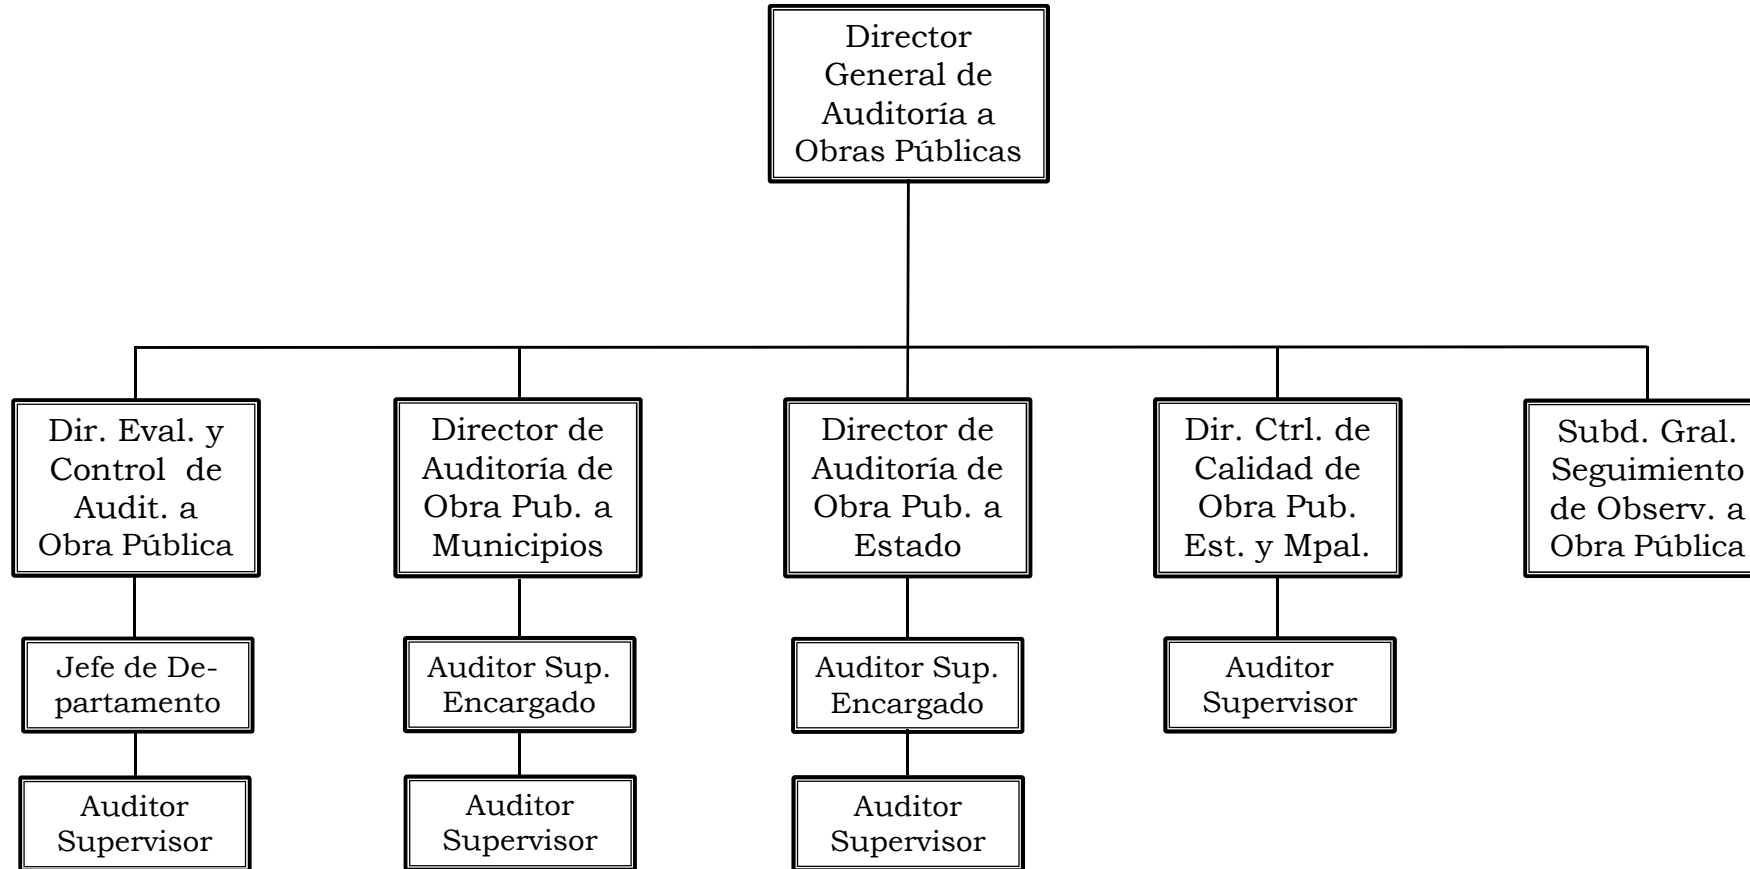 Director
General de
Auditoría a
Obras Públicas
Dir. Eval. y
Control de
Audit. a
Obra Pública
Director de
Auditoría de
Obra Pub. a
Municipios
Director de
Auditoría de
Obra Pub. a
Estado
Dir. Ctrl. de
Calidad de
Obra Pub.
Est. y Mpal.
Subd. Gral.
Seguimiento
de Observ. a
Obra Pública
Jefe de De-
partamento
Auditor Sup.
Encargado
Auditor Sup.
Encargado
Auditor
Supervisor
Auditor
Supervisor
Auditor
Supervisor
Auditor
Supervisor